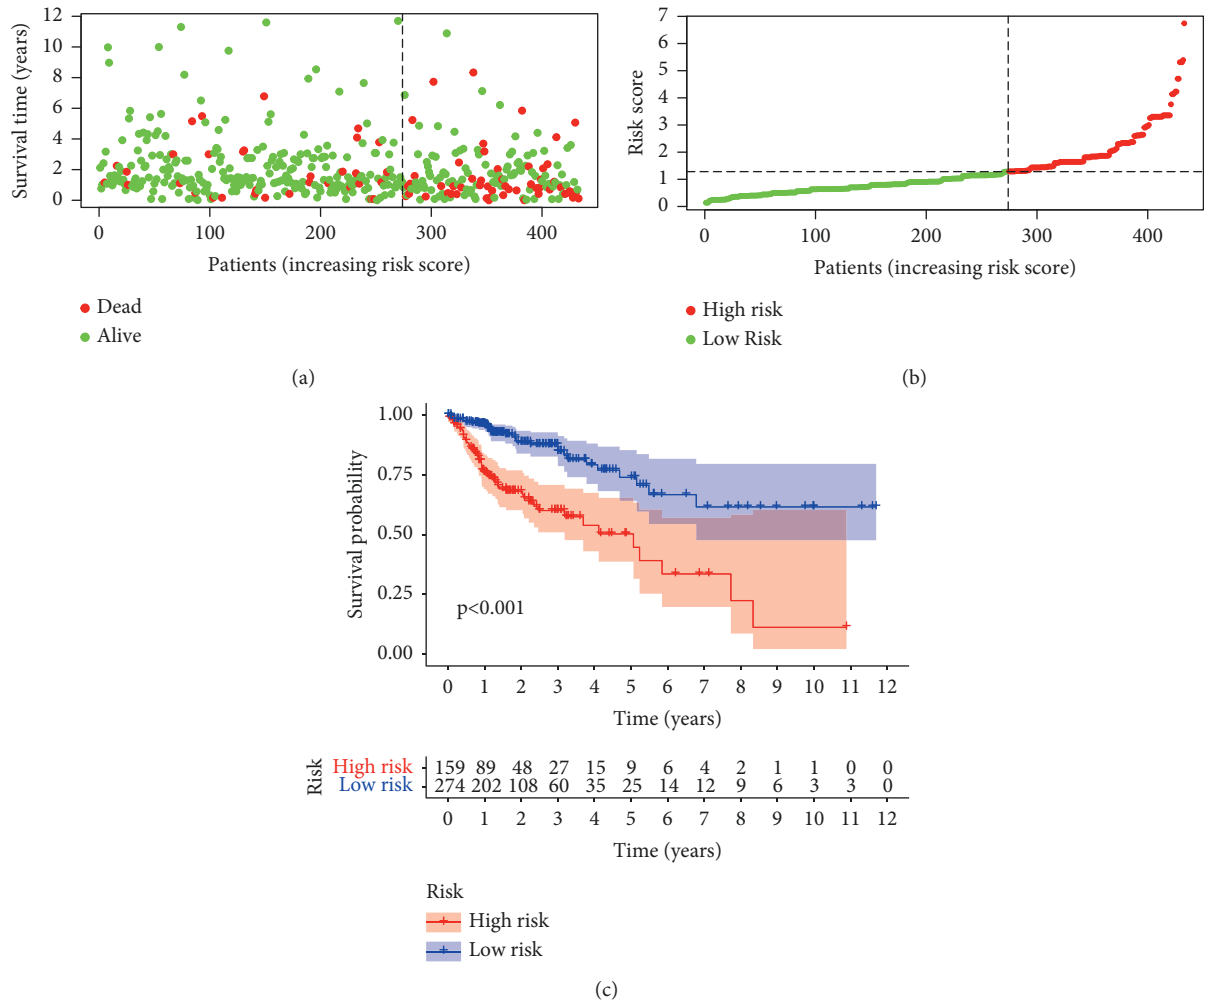 12
10
8
6
4
2
0
Survival time (years)
0 100 200 300 400
Patients (increasing risk score)
Dead
Alive
(a)
7
6
5
4
3
2
1
0
Risk score
0 100 200 300 400
Patients (increasing risk score)
High risk
Low Risk
(b)
1.00
0.75
0.50
0.25
0.00
Survival probability
p<0.001
0 1 2 3 4 5 6 7 8 9 10 11 12
Time (years)
Risk
High risk 159 89 48 27 15 9 6 4 2 1 1 0 0
Low risk 274 202 108 60 35 25 14 12 9 6 3 3 0
0 1 2 3 4 5 6 7 8 9 10 11 12
Time (years)
Risk
High risk
Low risk
(c)